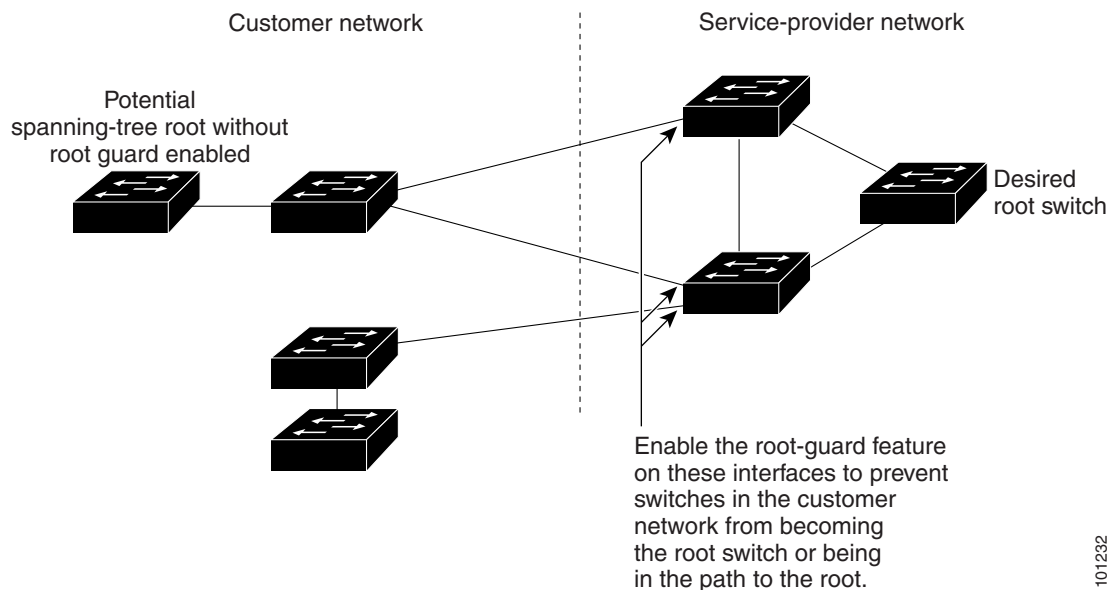 Customer network
Service-provider network
Potential
spanning-tree root without
root guard enabled
Desired
root switch
Enable the root-guard feature
on these interfaces to prevent
switches in the customer
network from becoming
the root switch or being
in the path to the root.
101232